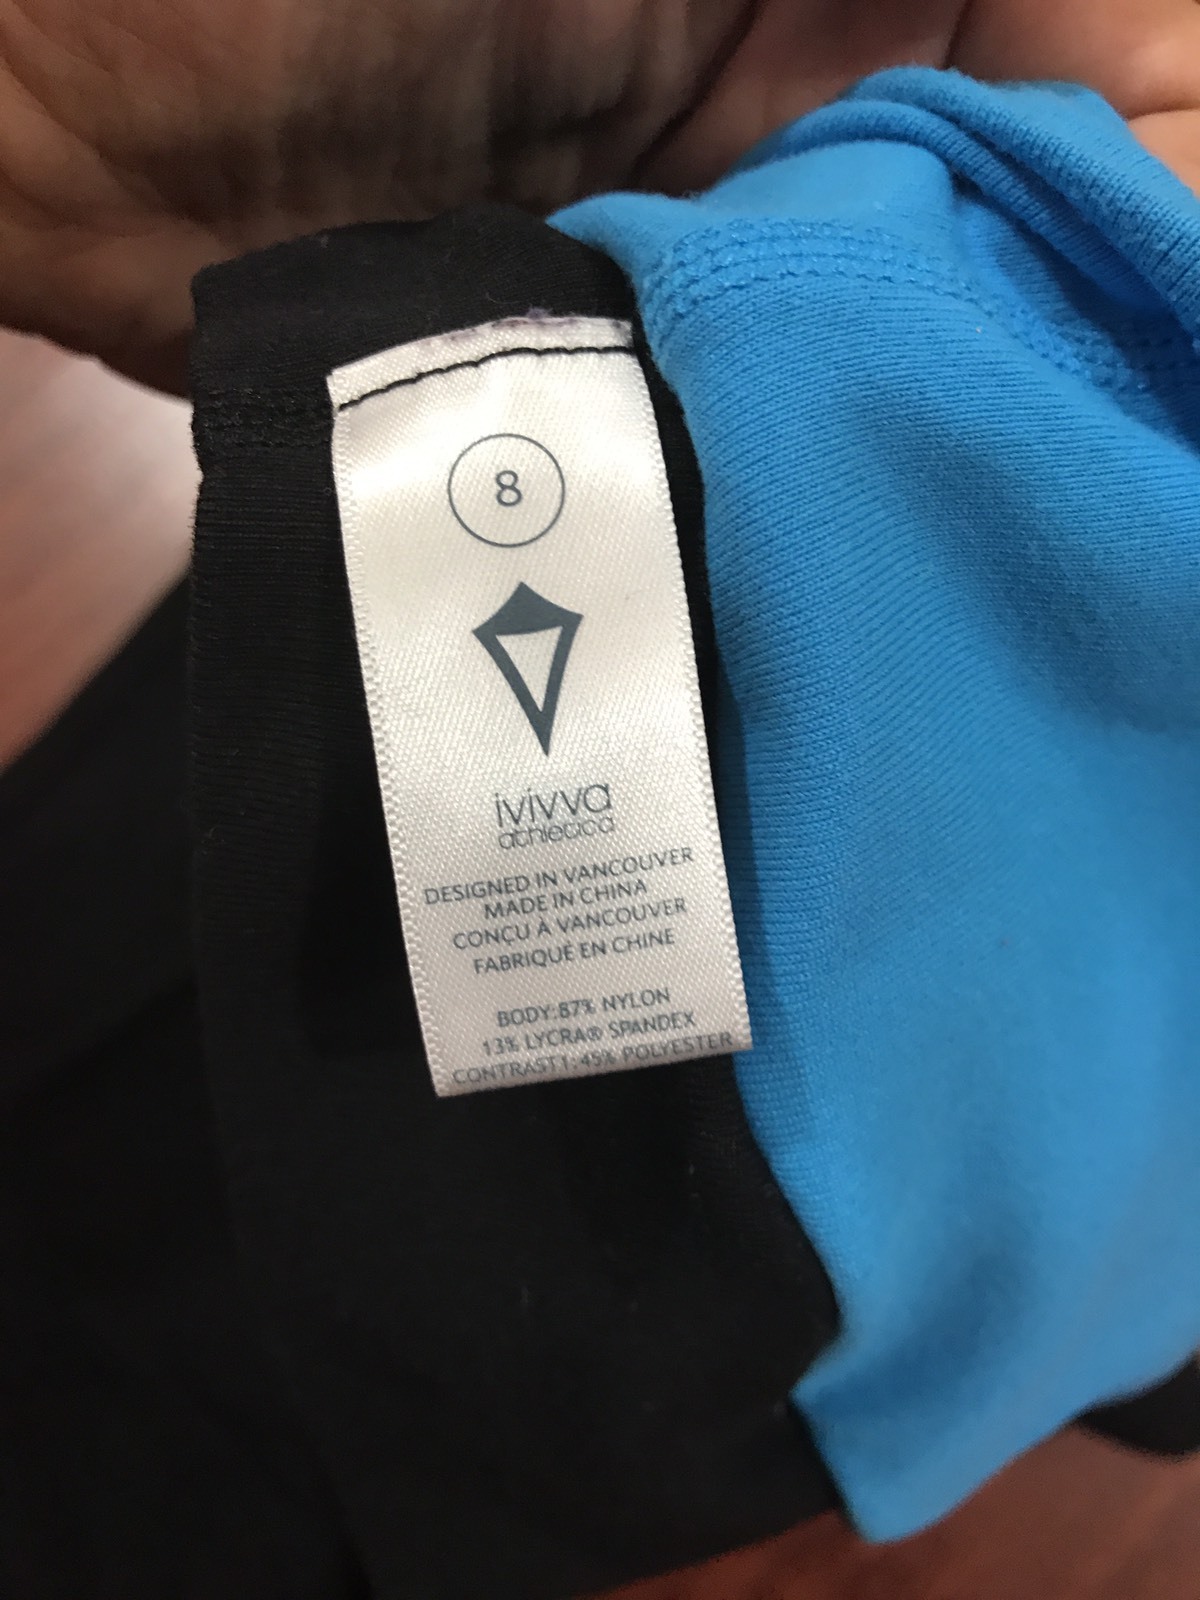 8
ivivva
athletica
DESIGNED IN VANCOUVER
MADE IN CHINA
CONÇU À VANCOUVER
FABRIQUÉ EN CHINE
BODY:87% NYLON
13% LYCRA® SPANDEX
CONTRAST1:45% POLYESTER